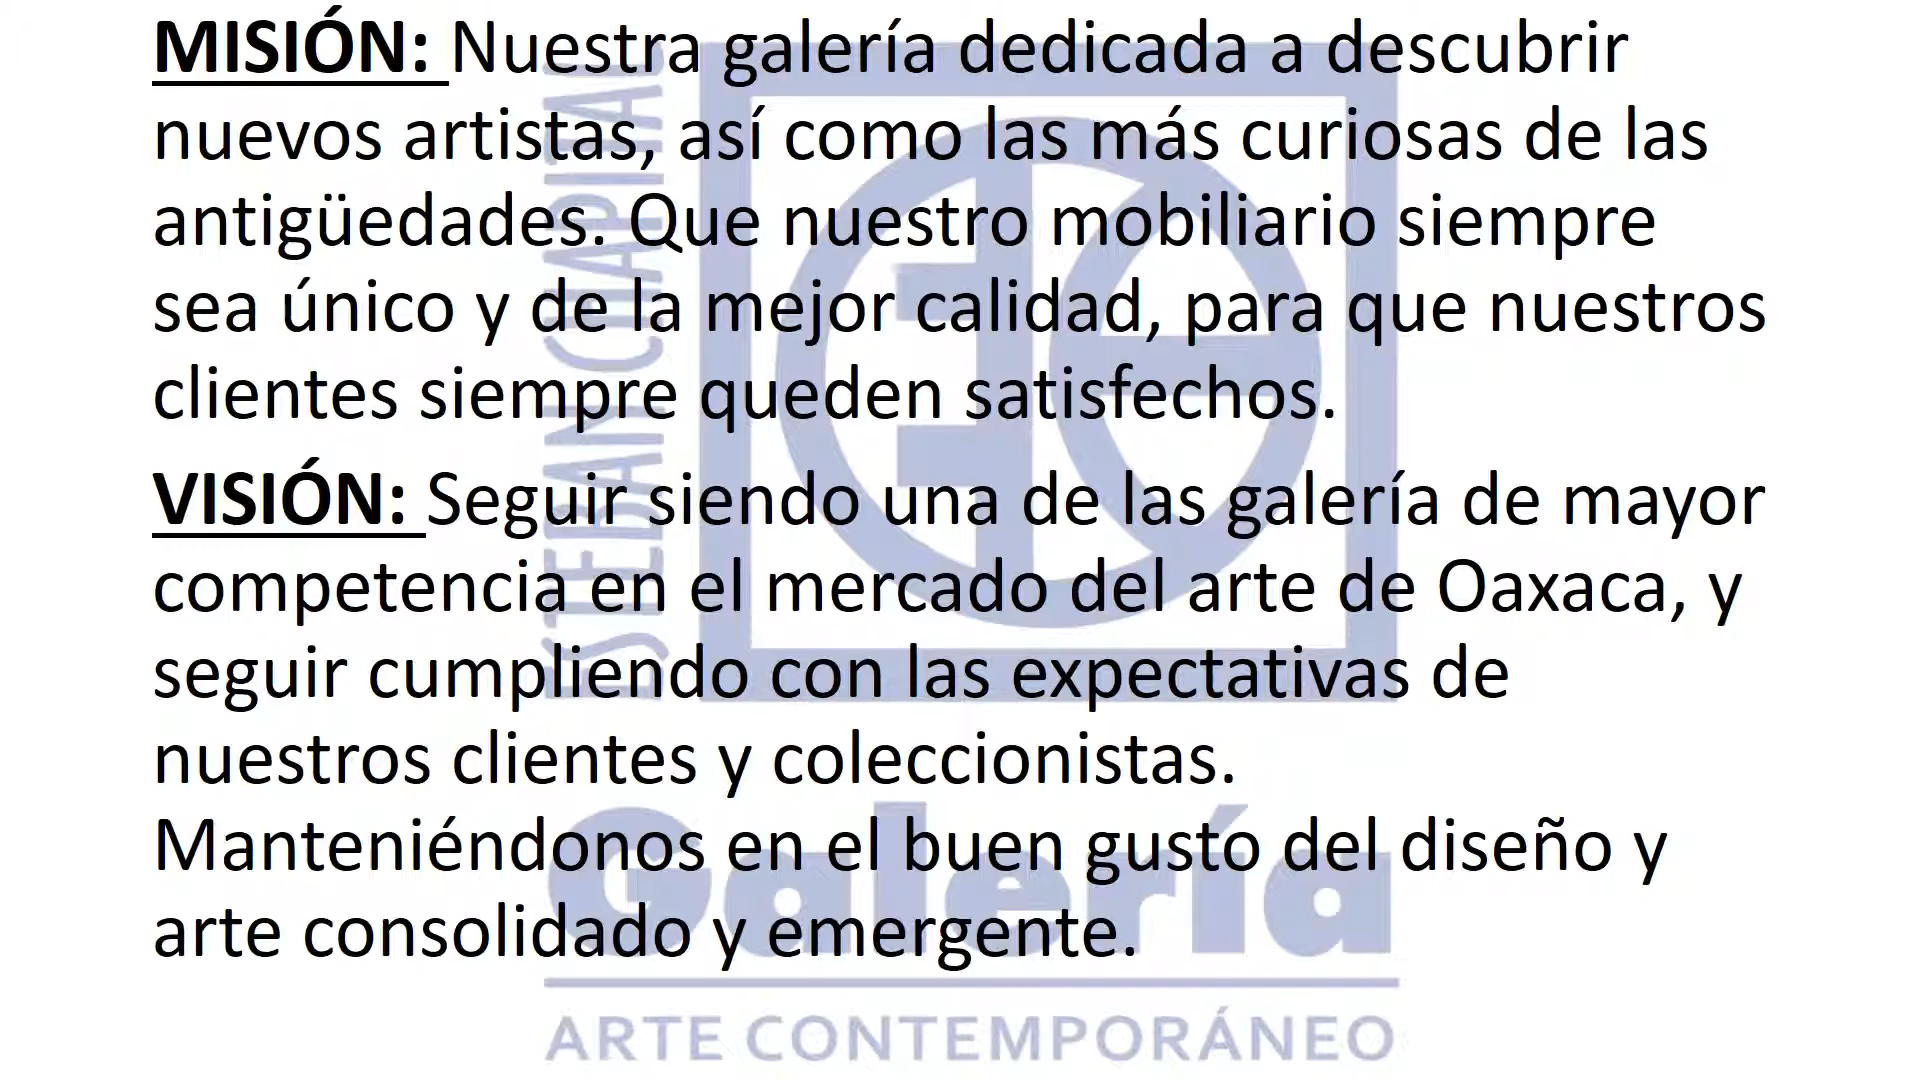 MISIÓN: Nuestra galería dedicada a descubrir
nuevos artistas, así como las más curiosas de las
antigüedades. Que nuestro mobiliario siempre
sea único y de la mejor calidad, para que nuestros
clientes siempre queden satisfechos.
VISIÓN: Seguir siendo una de las galería de mayor
competencia en el mercado del arte de Oaxaca, y
seguir cumpliendo con las expectativas de
nuestros clientes y coleccionistas.
Manteniéndonos en el buen gusto del diseño y
arte consolidado y emergente.
ESTEBAN CHAPITAL
Galería
ARTE CONTEMPORÁNEO